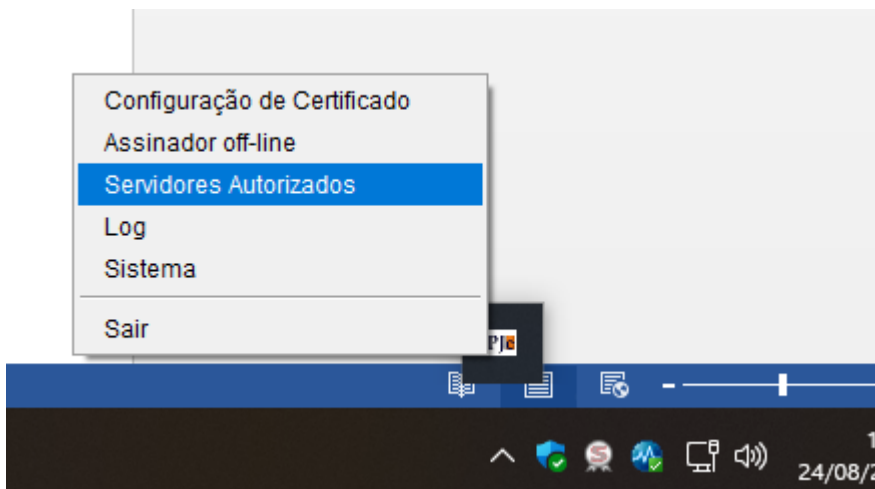 Configuração de Certificado
Assinador off-line
Servidores Autorizados
Log
Sistema
Sair
PJe
24/08/2